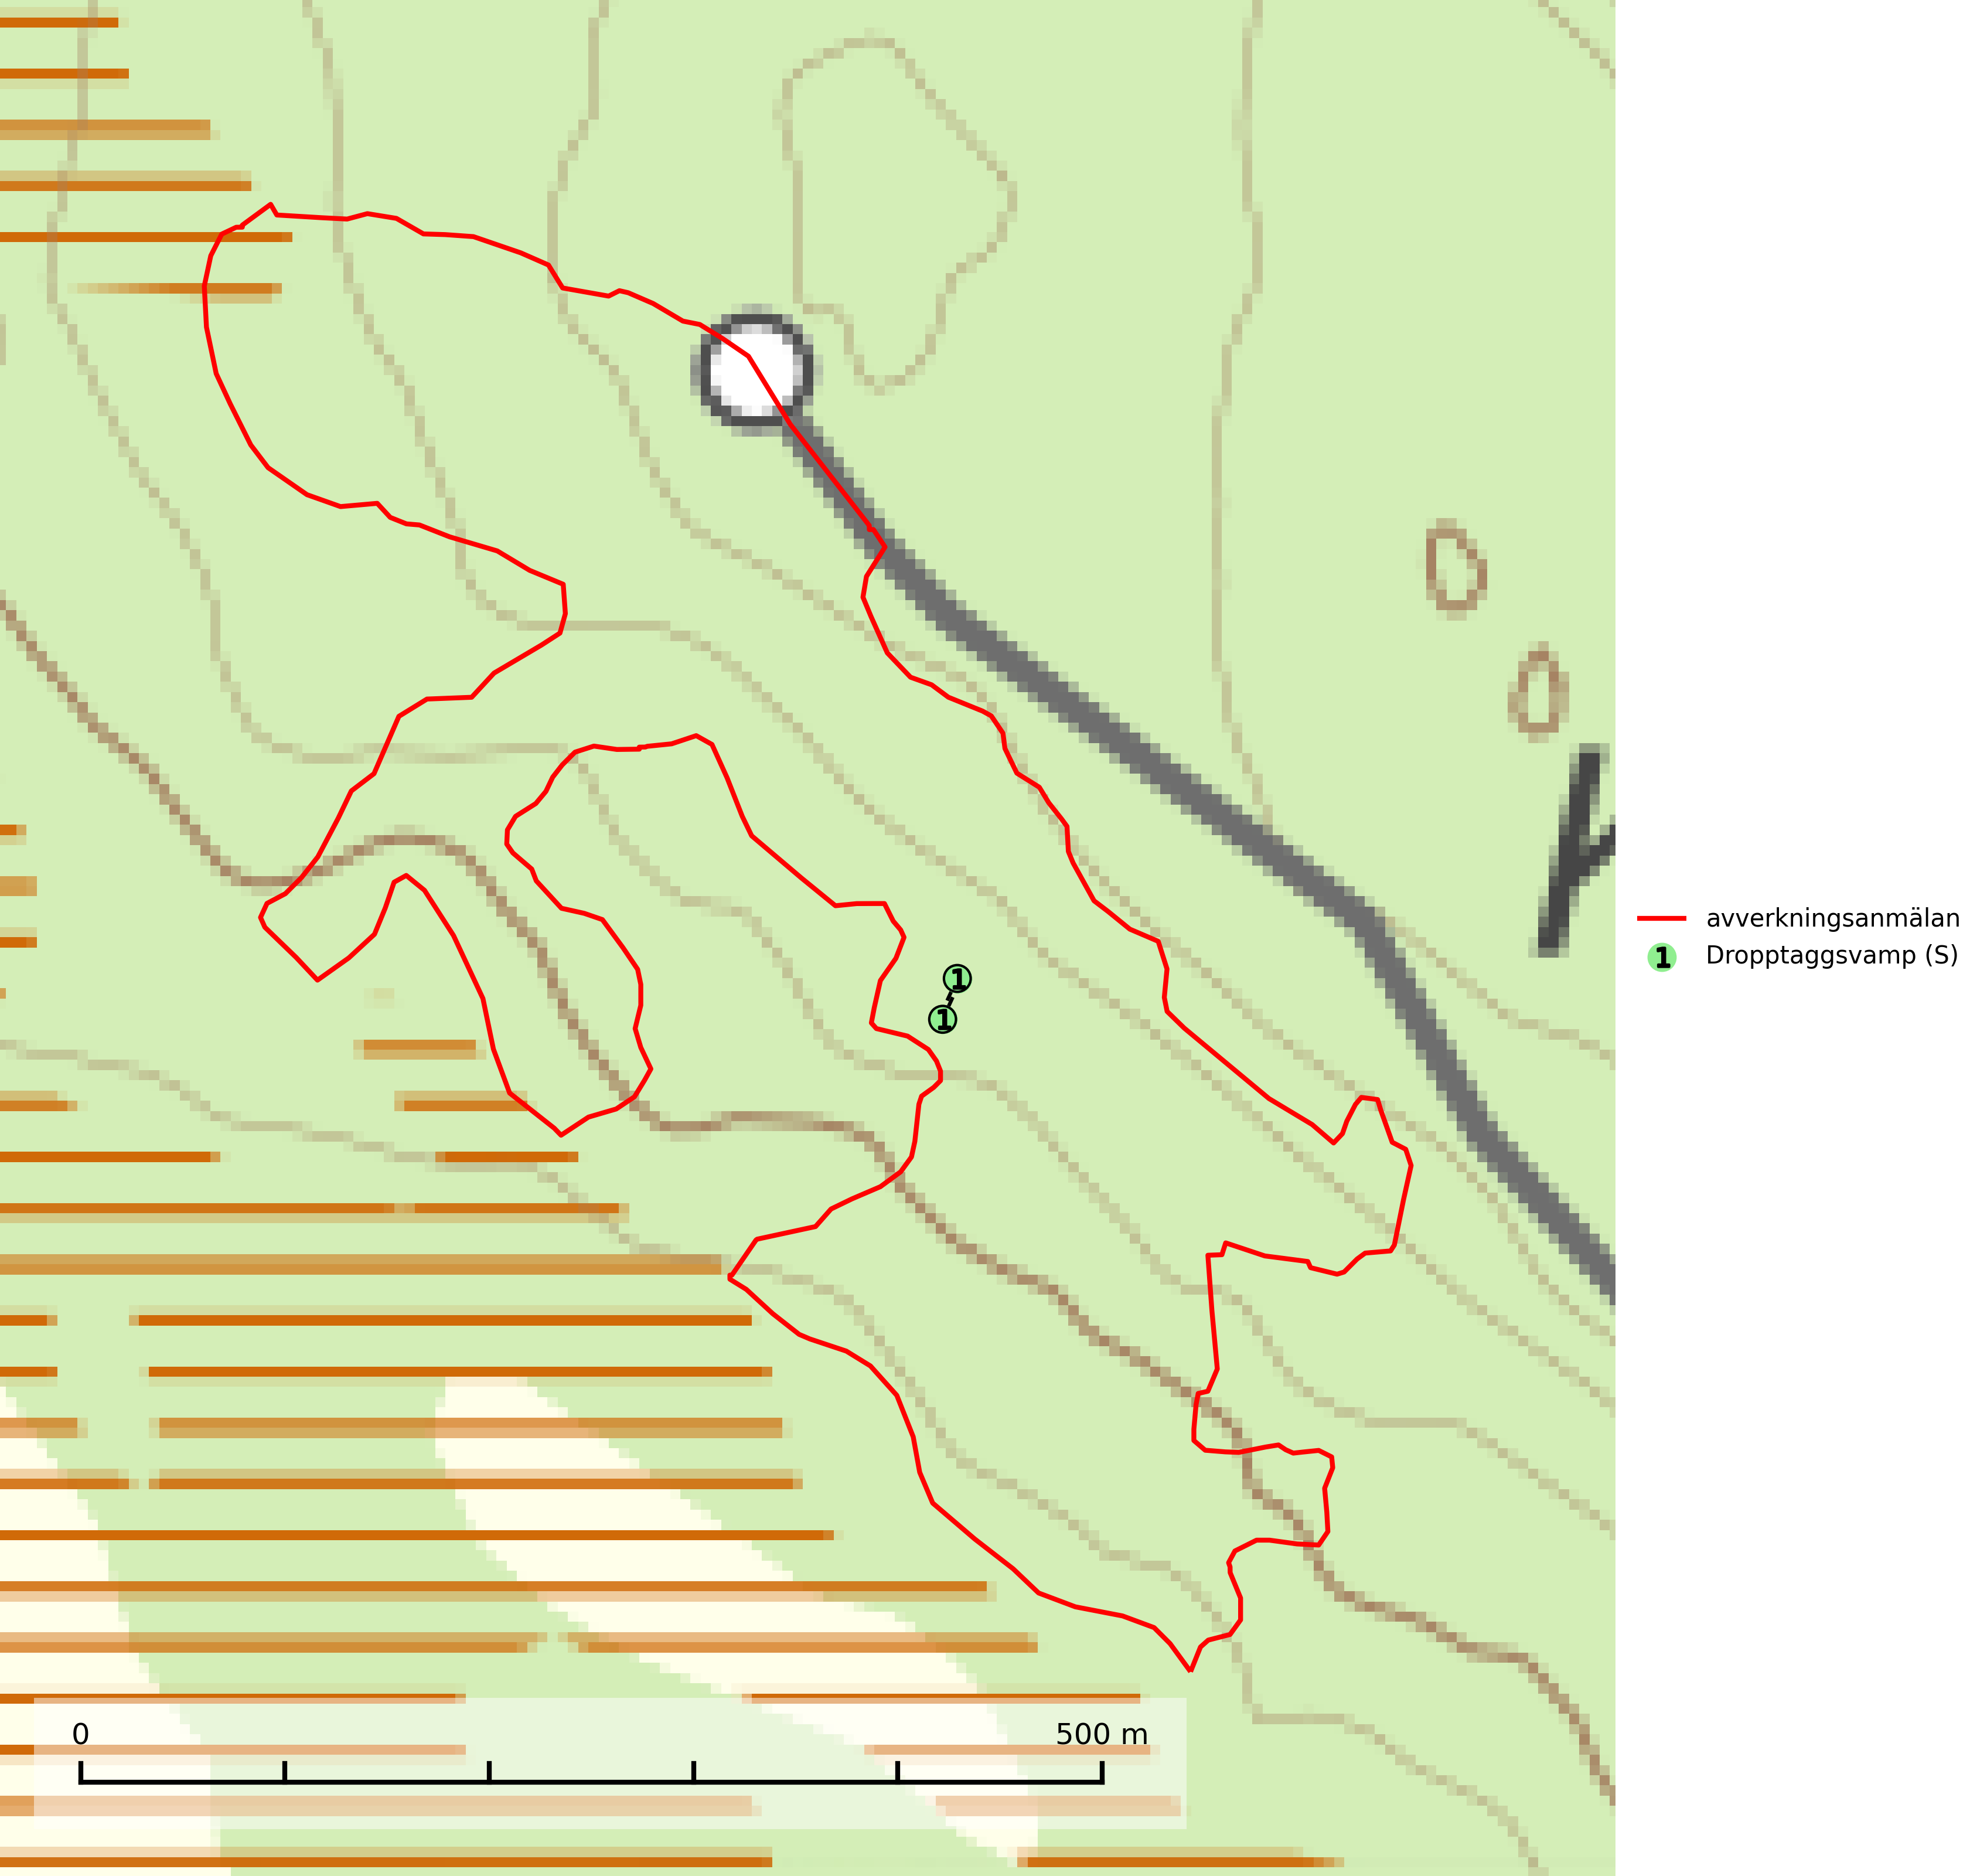 1
1
avverkningsanmälan
1 Dropptaggsvamp (S)
0 500 m